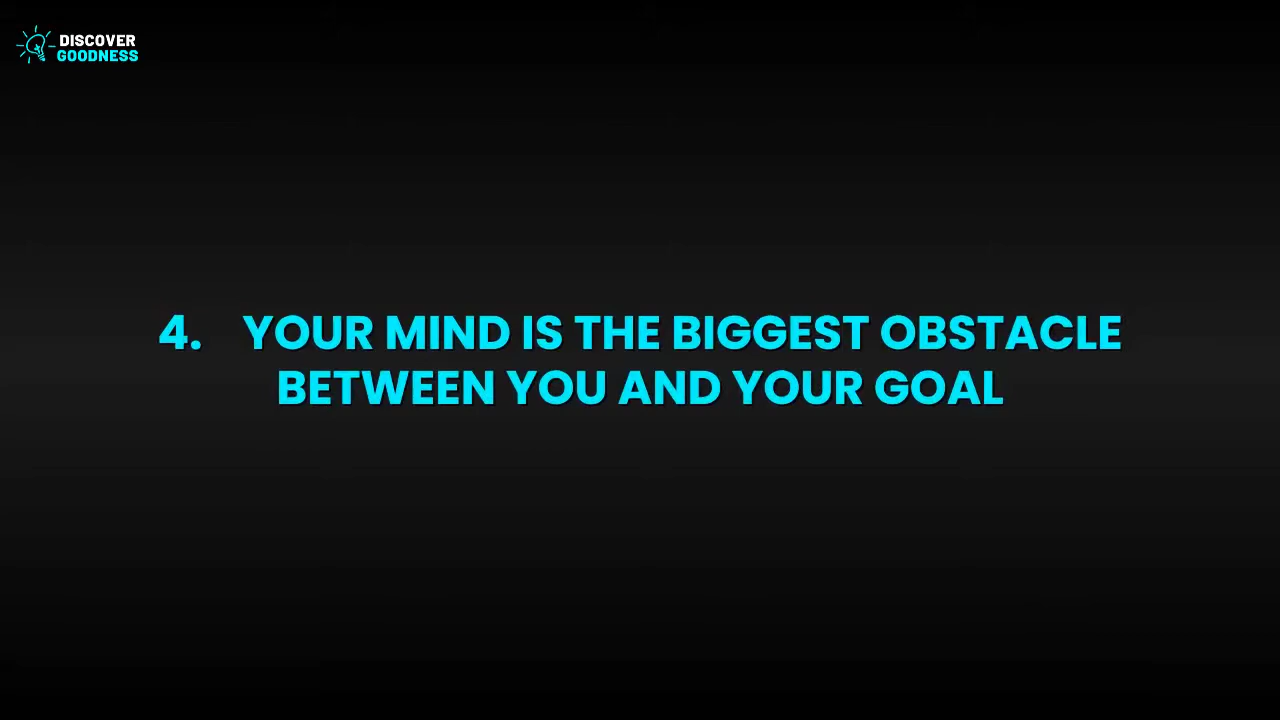 DISCOVER
GOODNESS
4. YOUR MIND IS THE BIGGEST OBSTACLE
BETWEEN YOU AND YOUR GOAL